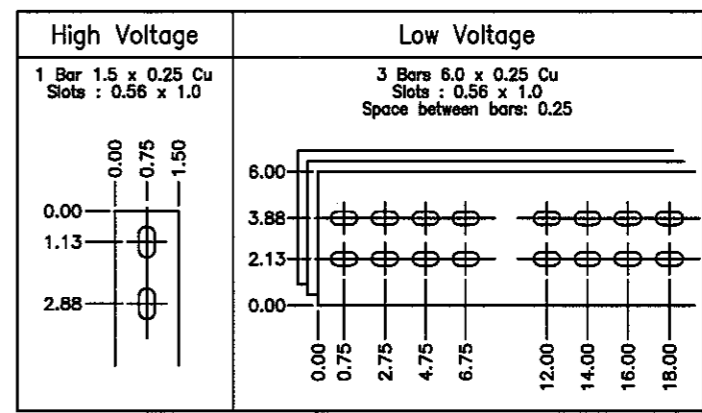 High Voltage
Low Voltage
1 Bar 1.5 x 0.25 Cu
Slots : 0.56 x 1.0
3 Bars 6.0 x 0.25 Cu
Slots : 0.56 x 1.0
Space between bars: 0.25
0.00
0.75
1.50
0.00
1.13
2.88
6.00
3.88
2.13
0.00
0.00
0.75
2.75
4.75
6.75
12.00
14.00
16.00
18.00